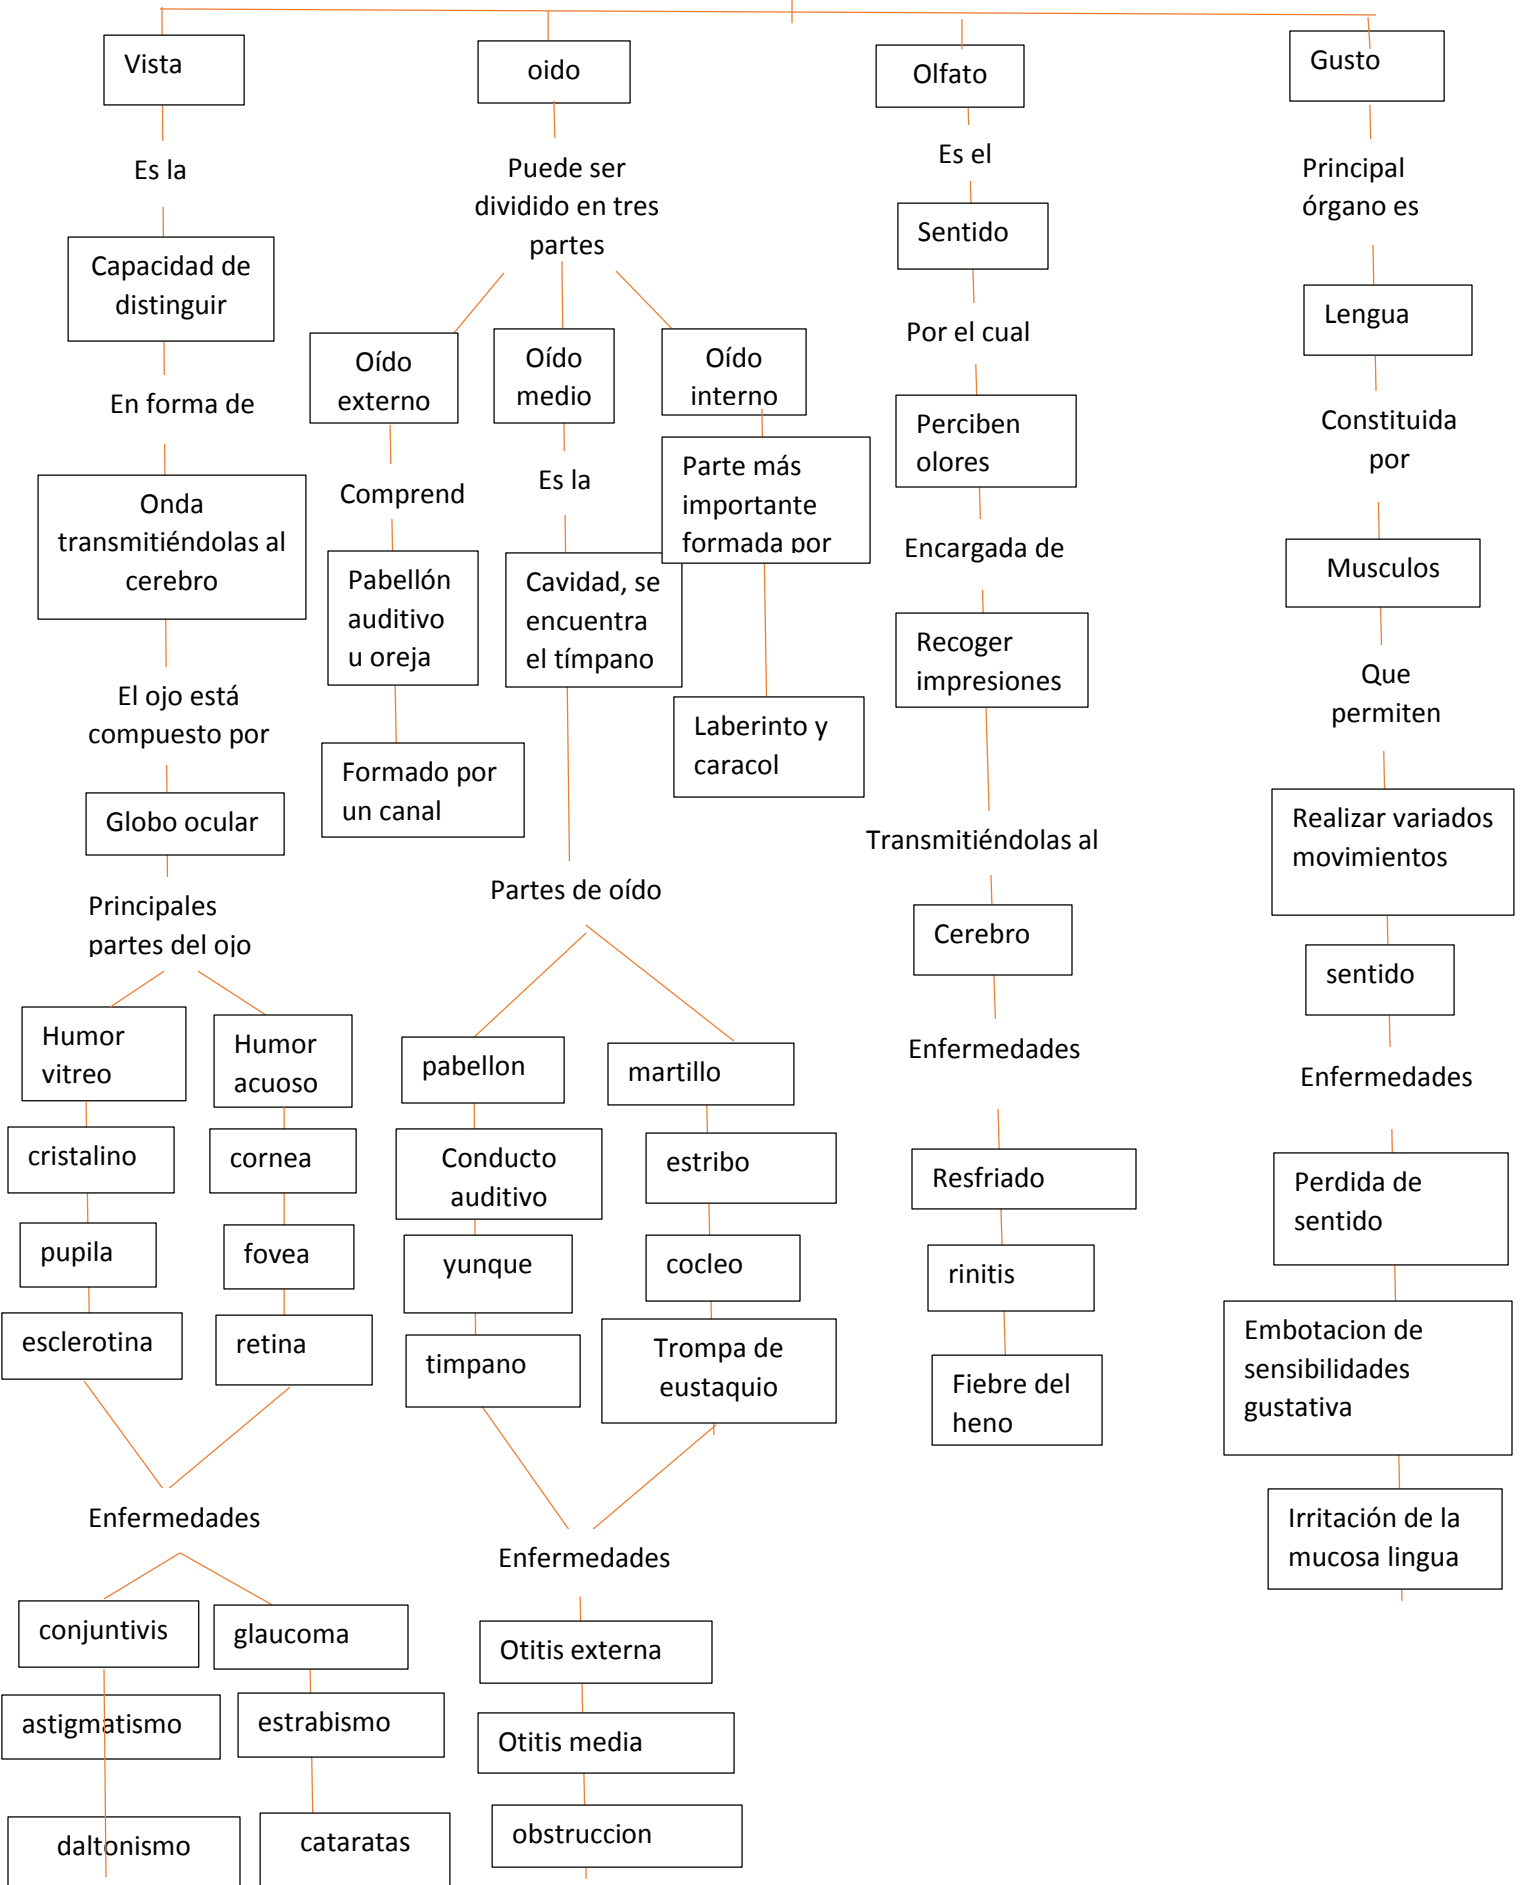 Vista
Es la
Capacidad de
distinguir
En forma de
Onda
transmitiéndolas al
cerebro
El ojo está
compuesto por
Globo ocular
Principales
partes del ojo
Humor
vitreo
cristalino
pupila
esclerotina
Humor
acuoso
cornea
fovea
retina
Enfermedades
conjuntivis
astigmatismo
daltonismo
glaucoma
estrabismo
cataratas
oido
Puede ser
dividido en tres
partes
Oído
externo
Comprend
Pabellón
auditivo
u oreja
Formado por
un canal
Oído
medio
Es la
Cavidad, se
encuentra
el tímpano
Oído
interno
Parte más
importante
formada por
Laberinto y
caracol
Partes de oído
pabellon
Conducto
auditivo
yunque
timpano
martillo
estribo
cocleo
Trompa de
eustaquio
Enfermedades
Otitis externa
Otitis media
obstruccion
Olfato
Es el
Sentido
Por el cual
Perciben
olores
Encargada de
Recoger
impresiones
Transmitiéndolas al
Cerebro
Enfermedades
Resfriado
rinitis
Fiebre del
heno
Gusto
Principal
órgano es
Lengua
Constituida
por
Musculos
Que
permiten
Realizar variados
movimientos
sentido
Enfermedades
Perdida de
sentido
Embotacion de
sensibilidades
gustativa
Irritación de la
mucosa lingua